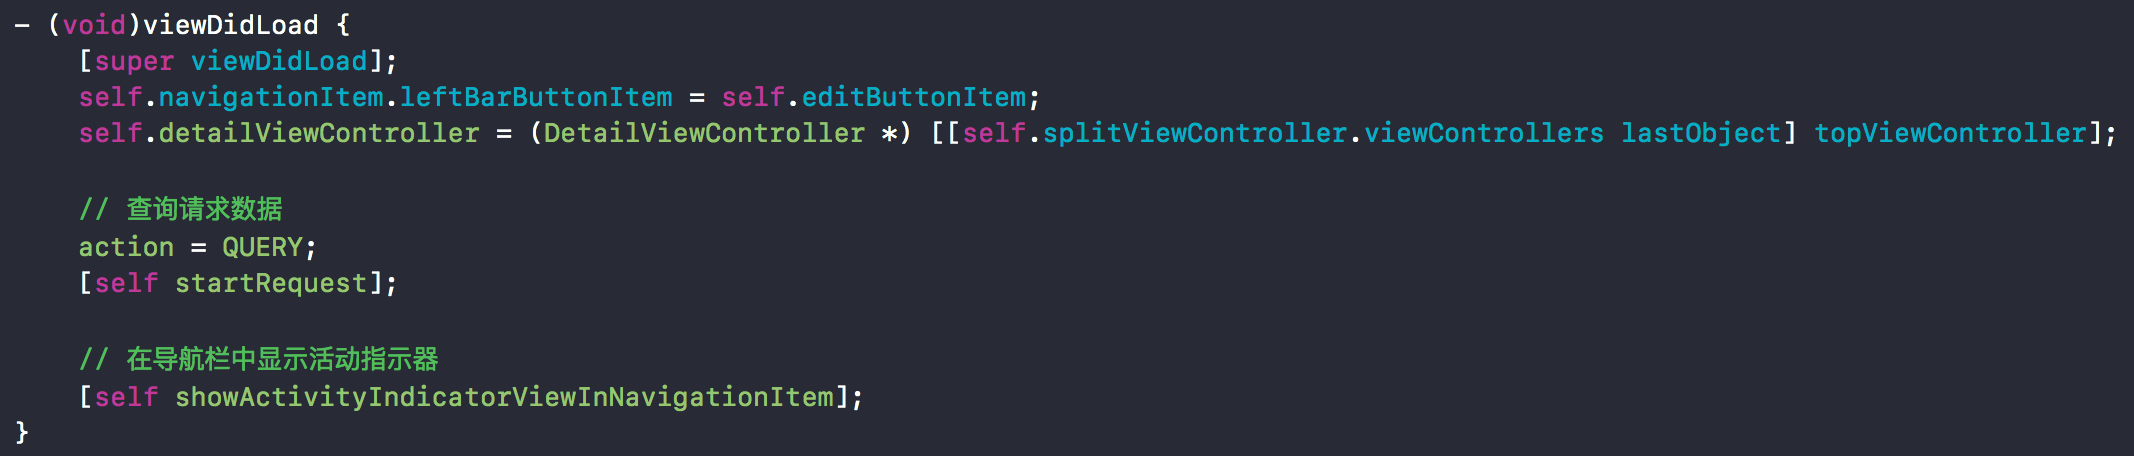 - (void)viewDidLoad {
    [super viewDidLoad];
    self.navigationItem.leftBarButtonItem = self.editButtonItem;
    self.detailViewController = (DetailViewController *) [[self.splitViewController.viewControllers lastObject] topViewController];

    // 查询请求数据
    action = QUERY;
    [self startRequest];

    // 在导航栏中显示活动指示器
    [self showActivityIndicatorViewInNavigationItem];
}